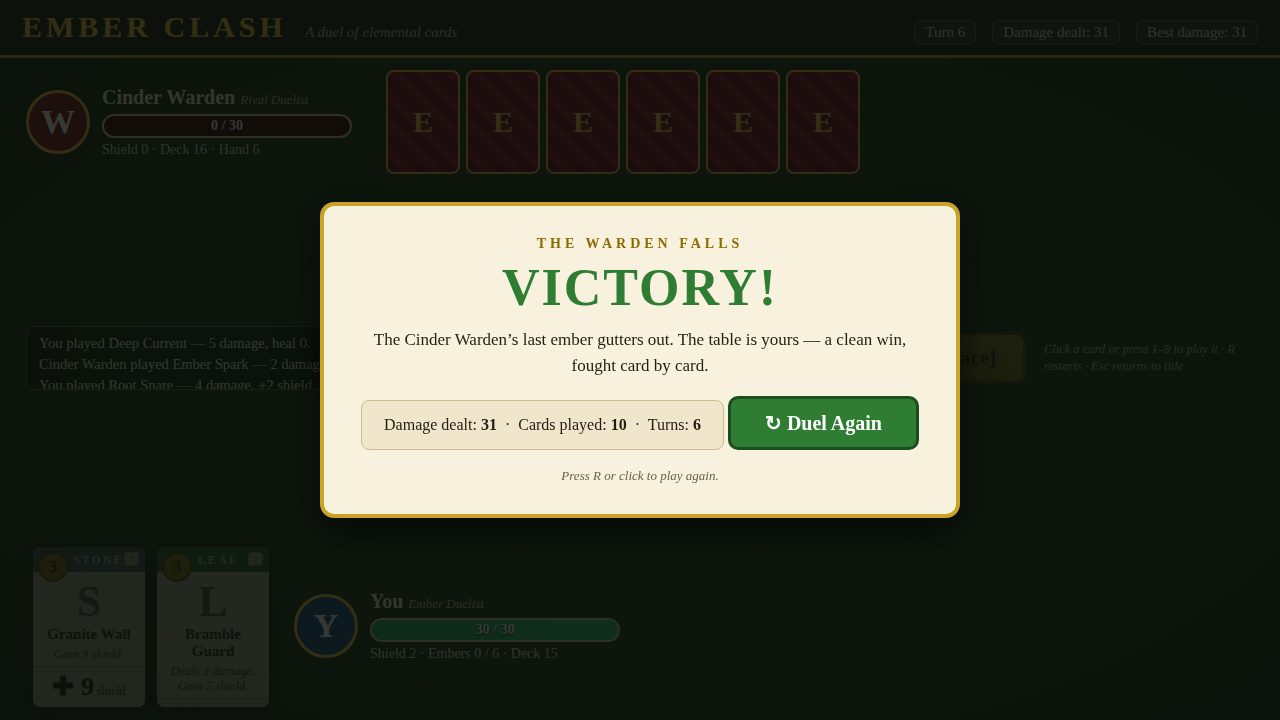 EMBER CLASH A duel of elemental cards Turn 6 Damage dealt: 31 Best damage: 31
W
Cinder Warden Rival Duelist
0 / 30
Shield 0 · Deck 16 · Hand 6
E E E E E E
THE WARDEN FALLS
VICTORY!
The Cinder Warden’s last ember gutters out. The table is yours — a clean win,
fought card by card.
Damage dealt: 31 · Cards played: 10 · Turns: 6
↻ Duel Again
Press R or click to play again.
You played Deep Current — 5 damage, heal 0.
Cinder Warden played Ember Spark — 2 damag
You played Root Snare — 4 damage, +2 shield.
ace]
Click a card or press 1–9 to play it · R
restarts · Esc returns to title
3 STONE 1
S
Granite Wall
Gain 9 shield.
✚ 9 shield
3 LEAF 2
L
Bramble
Guard
Deals 3 damage.
Gain 5 shield.
Y
You Ember Duelist
30 / 30
Shield 2 · Embers 0 / 6 · Deck 15